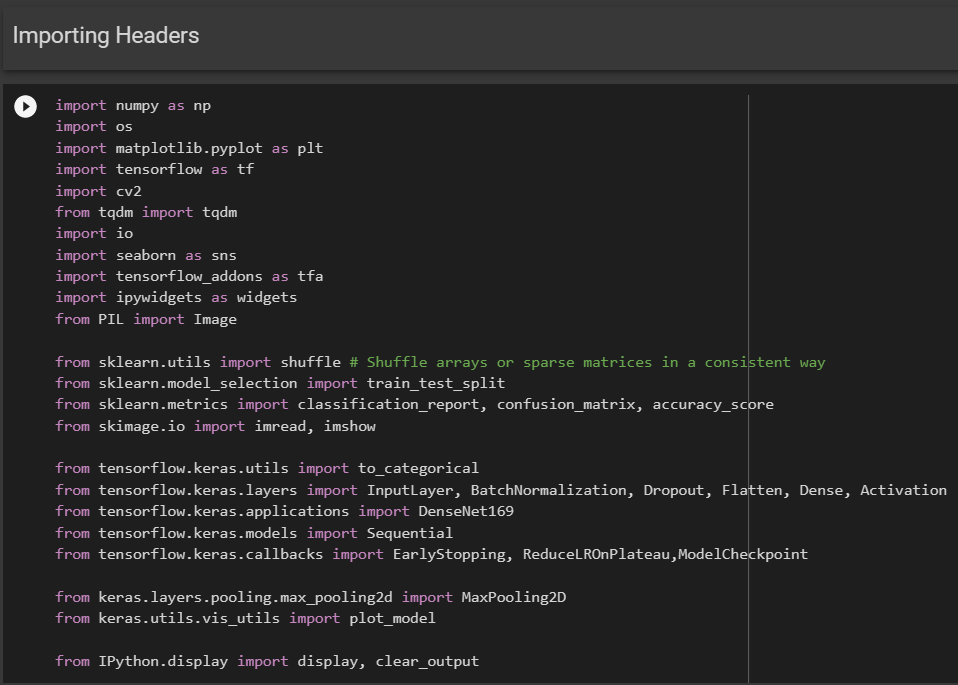 Importing Headers
import numpy as np
import os
import matplotlib.pyplot as plt
import tensorflow as tf
import cv2
from tqdm import tqdm
import io
import seaborn as sns
import tensorflow_addons as tfa
import ipywidgets as widgets
from PIL import Image
from sklearn.utils import shuffle # Shuffle arrays or sparse matrices in a consistent way
from sklearn.model_selection import train_test_split
from sklearn.metrics import classification_report, confusion_matrix, accuracy_score
from skimage.io import imread, imshow
from tensorflow.keras.utils import to_categorical
from tensorflow.keras.layers import InputLayer, BatchNormalization, Dropout, Flatten, Dense, Activation
from tensorflow.keras.applications import DenseNet169
from tensorflow.keras.models import Sequential
from tensorflow.keras.callbacks import EarlyStopping, ReduceLROnPlateau,ModelCheckpoint
from keras.layers.pooling.max_pooling2d import MaxPooling2D
from keras.utils.vis_utils import plot_model
from IPython.display import display, clear_output